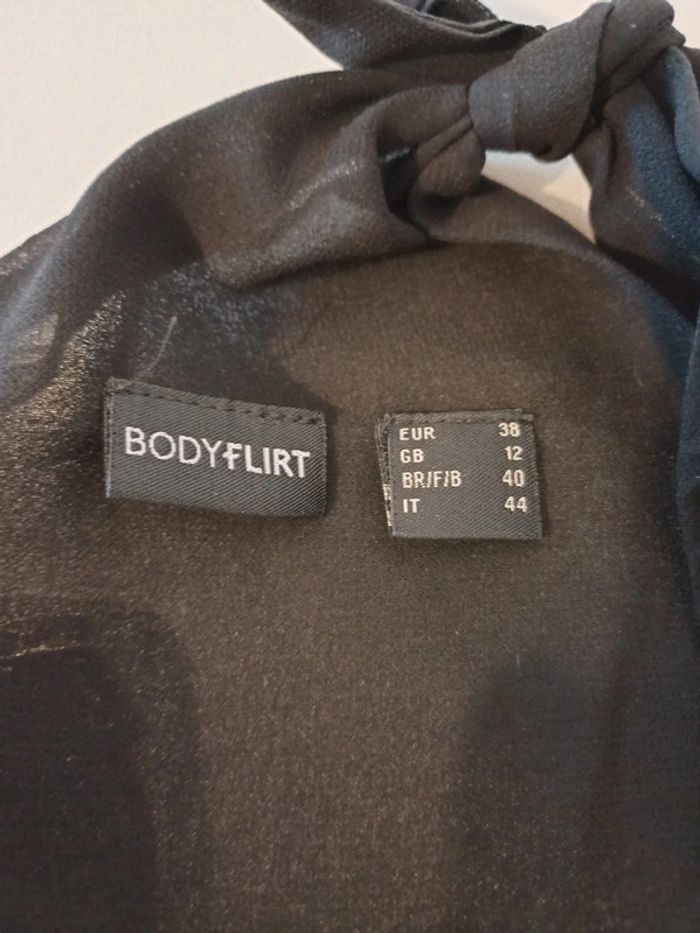 BODYFLIRT
EUR 38
GB 12
BR/F/B 40
IT 44